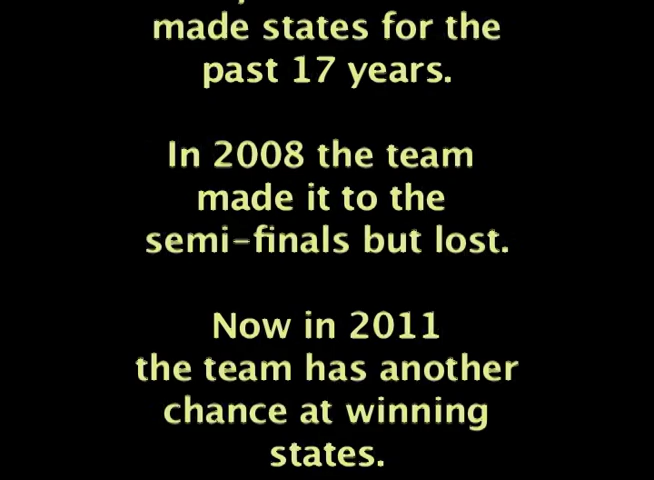 made states for the
past 17 years.
In 2008 the team
made it to the
semi-finals but lost.
Now in 2011
the team has another
chance at winning
states.